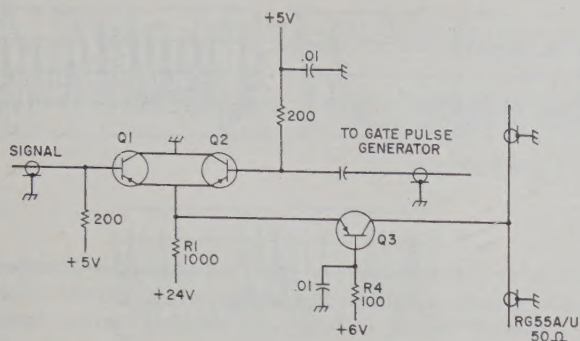 +5V
.01
200
Q1
Q2
SIGNAL
TO GATE PULSE
GENERATOR
200
+5V
R1
1000
+24V
Q3
.01
R4
100
+6V
RG55A/U
50Ω